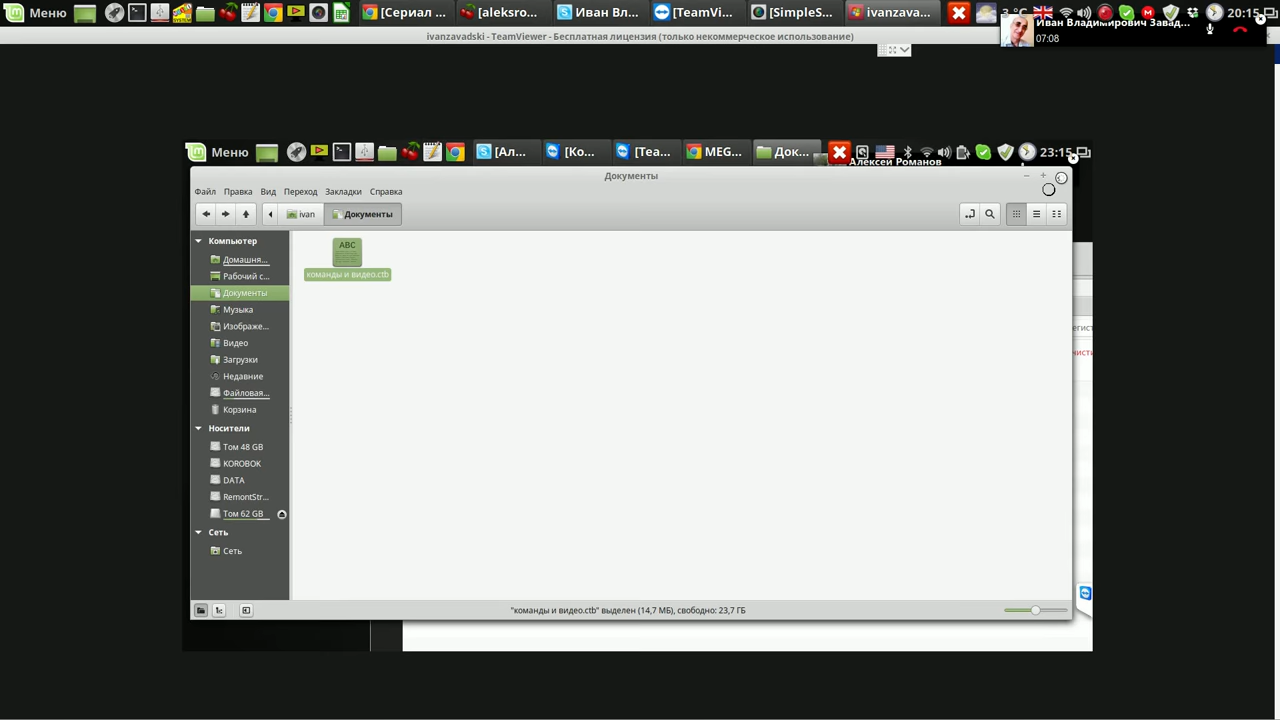 Меню
[Сериал ...
[alekro...
Иван Вл...
[TeamVi...
[SimpleS...
ivanzava...
3 °C
20:15
ivanzavadski - TeamViewer - Бесплатная лицензия (только некоммерческое использование)
Иван Владимирович Завад...
07:08
Меню
[Ал...
[Ко...
[Tea...
MEG...
Док...
23:15
Алексей Романов
Документы
Файл Правка Вид Переход Закладки Справка
ivan
Документы
Компьютер
Домашня...
Рабочий с...
Документы
Музыка
Изображе...
Видео
Загрузки
Недавние
Файловая...
Корзина
Носители
Том 48 GB
KOROBOK
DATA
RemontStr...
Том 62 GB
Сеть
Сеть
ABC
команды и видео.ctb
"команды и видео.ctb" выделен (14,7 МБ), свободно: 23,7 ГБ